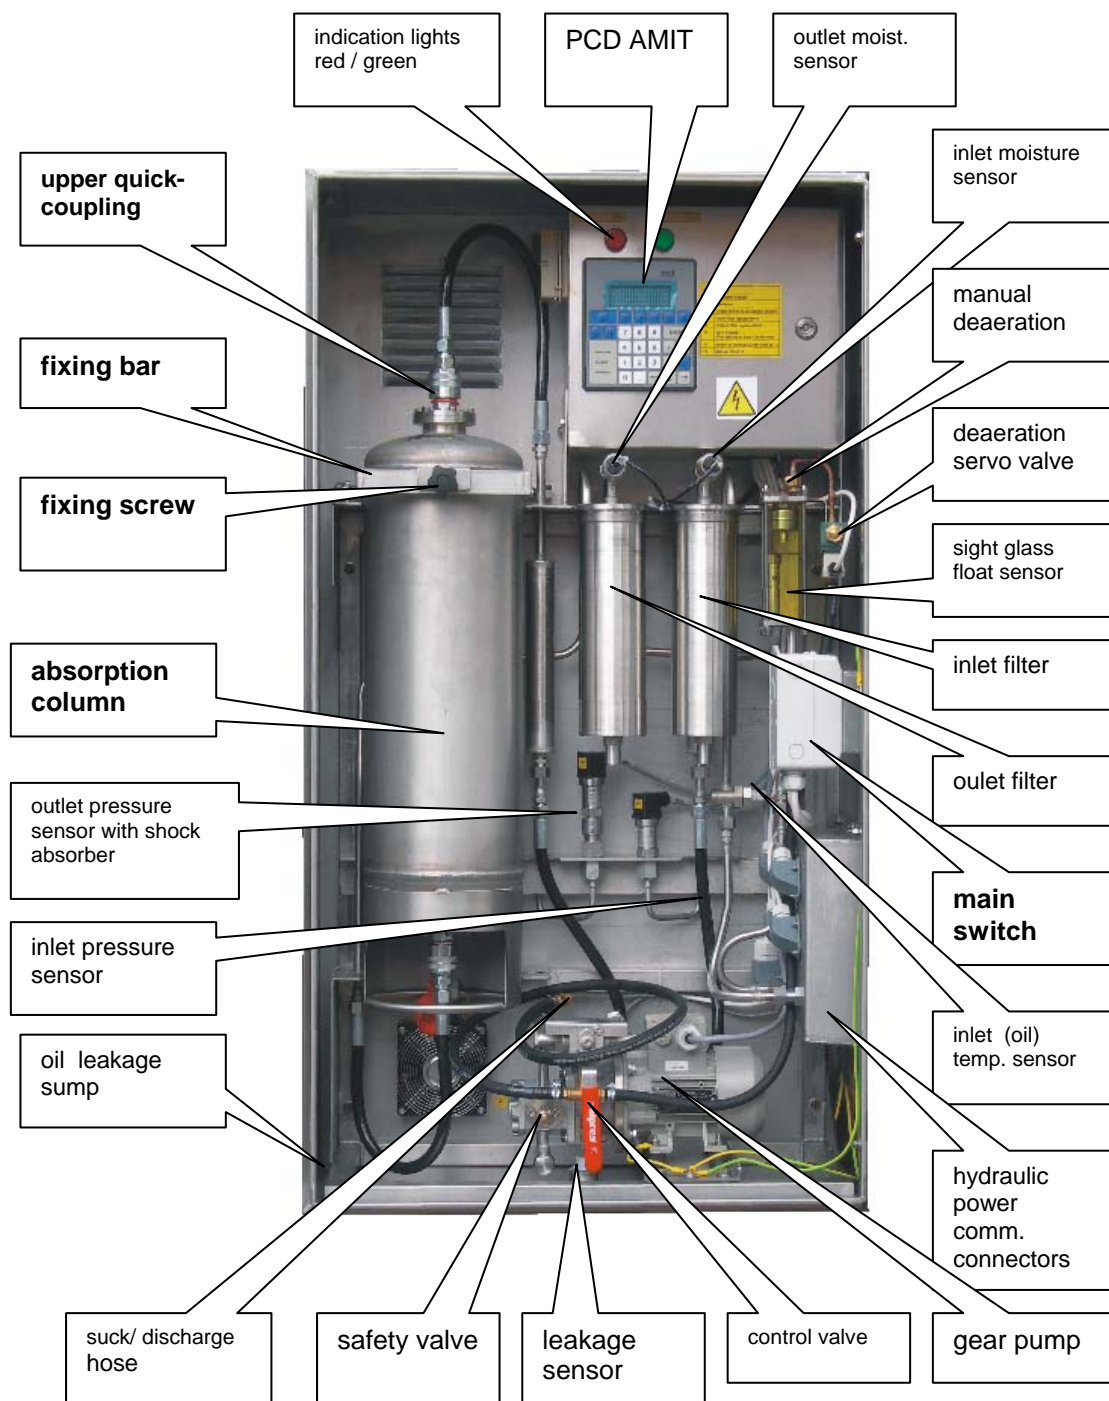 indication lights
red / green
PCD AMIT
outlet moist.
sensor
upper quick-
coupling
inlet moisture
sensor
fixing bar
manual
deaeration
fixing screw
deaeration
servo valve
sight glass
float sensor
absorption
column
inlet filter
outlet pressure
sensor with shock
absorber
oulet filter
inlet pressure
sensor
main
switch
oil leakage
sump
inlet (oil)
temp. sensor
hydraulic
power
comm.
connectors
suck/ discharge
hose
safety valve
leakage
sensor
control valve
gear pump